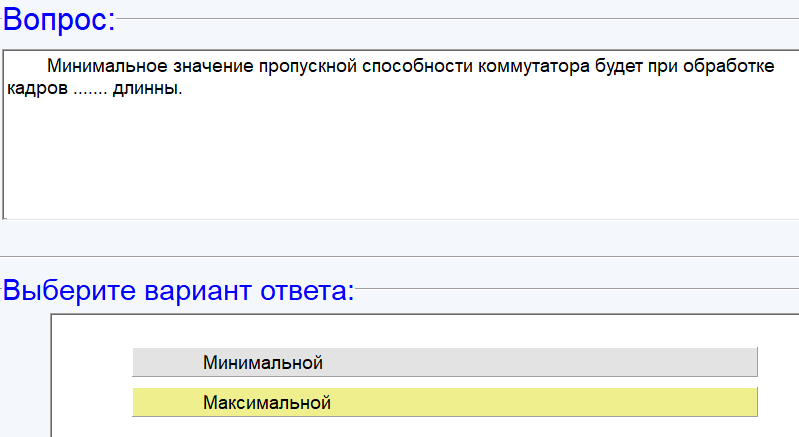 Вопрос:
Минимальное значение пропускной способности коммутатора будет при обработке
кадров ....... длинны.
Выберите вариант ответа:
Минимальной
Максимальной